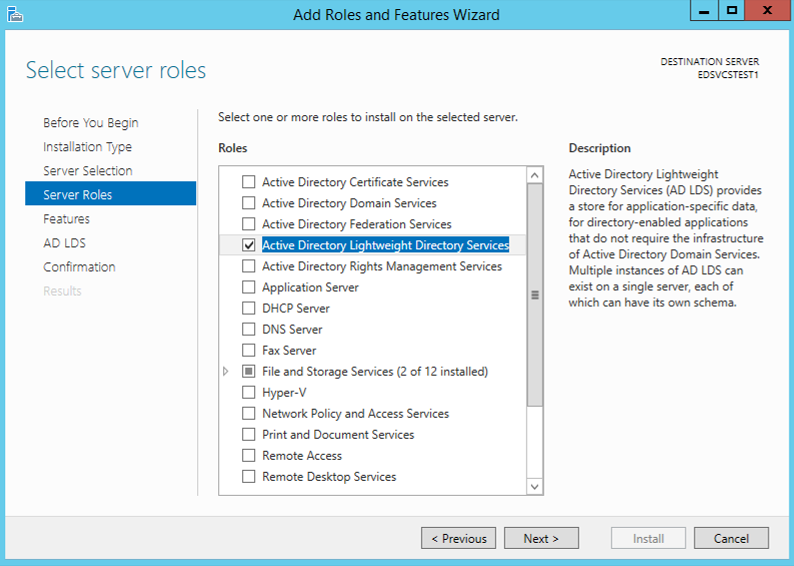 Add Roles and Features Wizard
Select server roles
DESTINATION SERVER
EDSVCSTEST1
Before You Begin
Installation Type
Server Selection
Server Roles
Features
AD LDS
Confirmation
Results
Select one or more roles to install on the selected server.
Roles
Active Directory Certificate Services
Active Directory Domain Services
Active Directory Federation Services
Active Directory Lightweight Directory Services
Active Directory Rights Management Services
Application Server
DHCP Server
DNS Server
Fax Server
File and Storage Services (2 of 12 installed)
Hyper-V
Network Policy and Access Services
Print and Document Services
Remote Access
Remote Desktop Services
Description
Active Directory Lightweight
Directory Services (AD LDS) provides
a store for application-specific data,
for directory-enabled applications
that do not require the infrastructure
of Active Directory Domain Services.
Multiple instances of AD LDS can
exist on a single server, each of
which can have its own schema.
< Previous
Next >
Install
Cancel